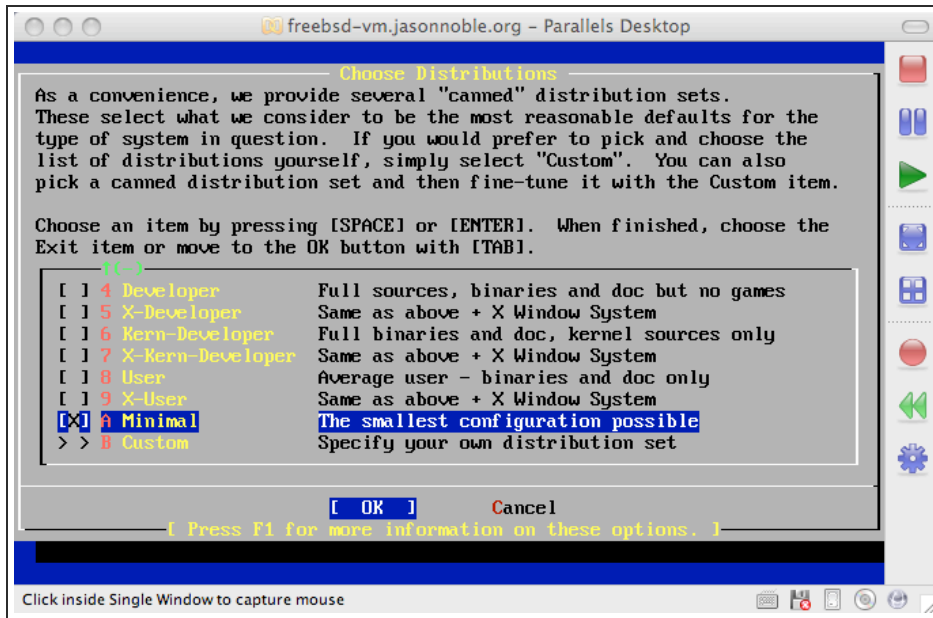 freebsd-vm.jasonnoble.org - Parallels Desktop
Choose Distributions
As a convenience, we provide several "canned" distribution sets.
These select what we consider to be the most reasonable defaults for the
type of system in question.  If you would prefer to pick and choose the
list of distributions yourself, simply select "Custom".  You can also
pick a canned distribution set and then fine-tune it with the Custom item.
Choose an item by pressing [SPACE] or [ENTER].  When finished, choose the
Exit item or move to the OK button with [TAB].
↑(-)
[ ] 4 Developer Full sources, binaries and doc but no games
[ ] 5 X-Developer Same as above + X Window System
[ ] 6 Kern-Developer Full binaries and doc, kernel sources only
[ ] 7 X-Kern-Developer Same as above + X Window System
[ ] 8 User Average user - binaries and doc only
[ ] 9 X-User Same as above + X Window System
[X] A Minimal The smallest configuration possible
> > B Custom Specify your own distribution set
[ OK ] Cancel
[ Press F1 for more information on these options. ]
Click inside Single Window to capture mouse